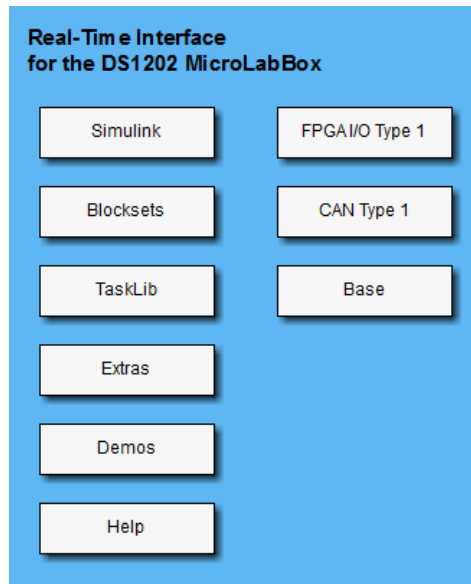 Real-Time Interface
for the DS1202 MicroLabBox
Simulink
FPGA I/O Type 1
Blocksets
CAN Type 1
TaskLib
Base
Extras
Demos
Help